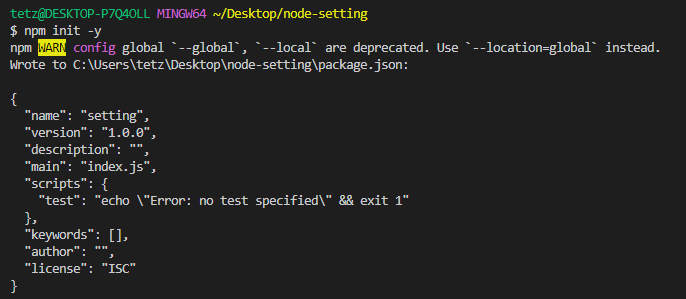 tetz@DESKTOP-P7Q4OLL MINGW64 ~/Desktop/node-setting
$ npm init -y
npm WARN config global `--global`, `--local` are deprecated. Use `--location=global` instead.
Wrote to C:\Users\tetz\Desktop\node-setting\package.json:

{
  "name": "setting",
  "version": "1.0.0",
  "description": "",
  "main": "index.js",
  "scripts": {
    "test": "echo \"Error: no test specified\" && exit 1"
  },
  "keywords": [],
  "author": "",
  "license": "ISC"
}